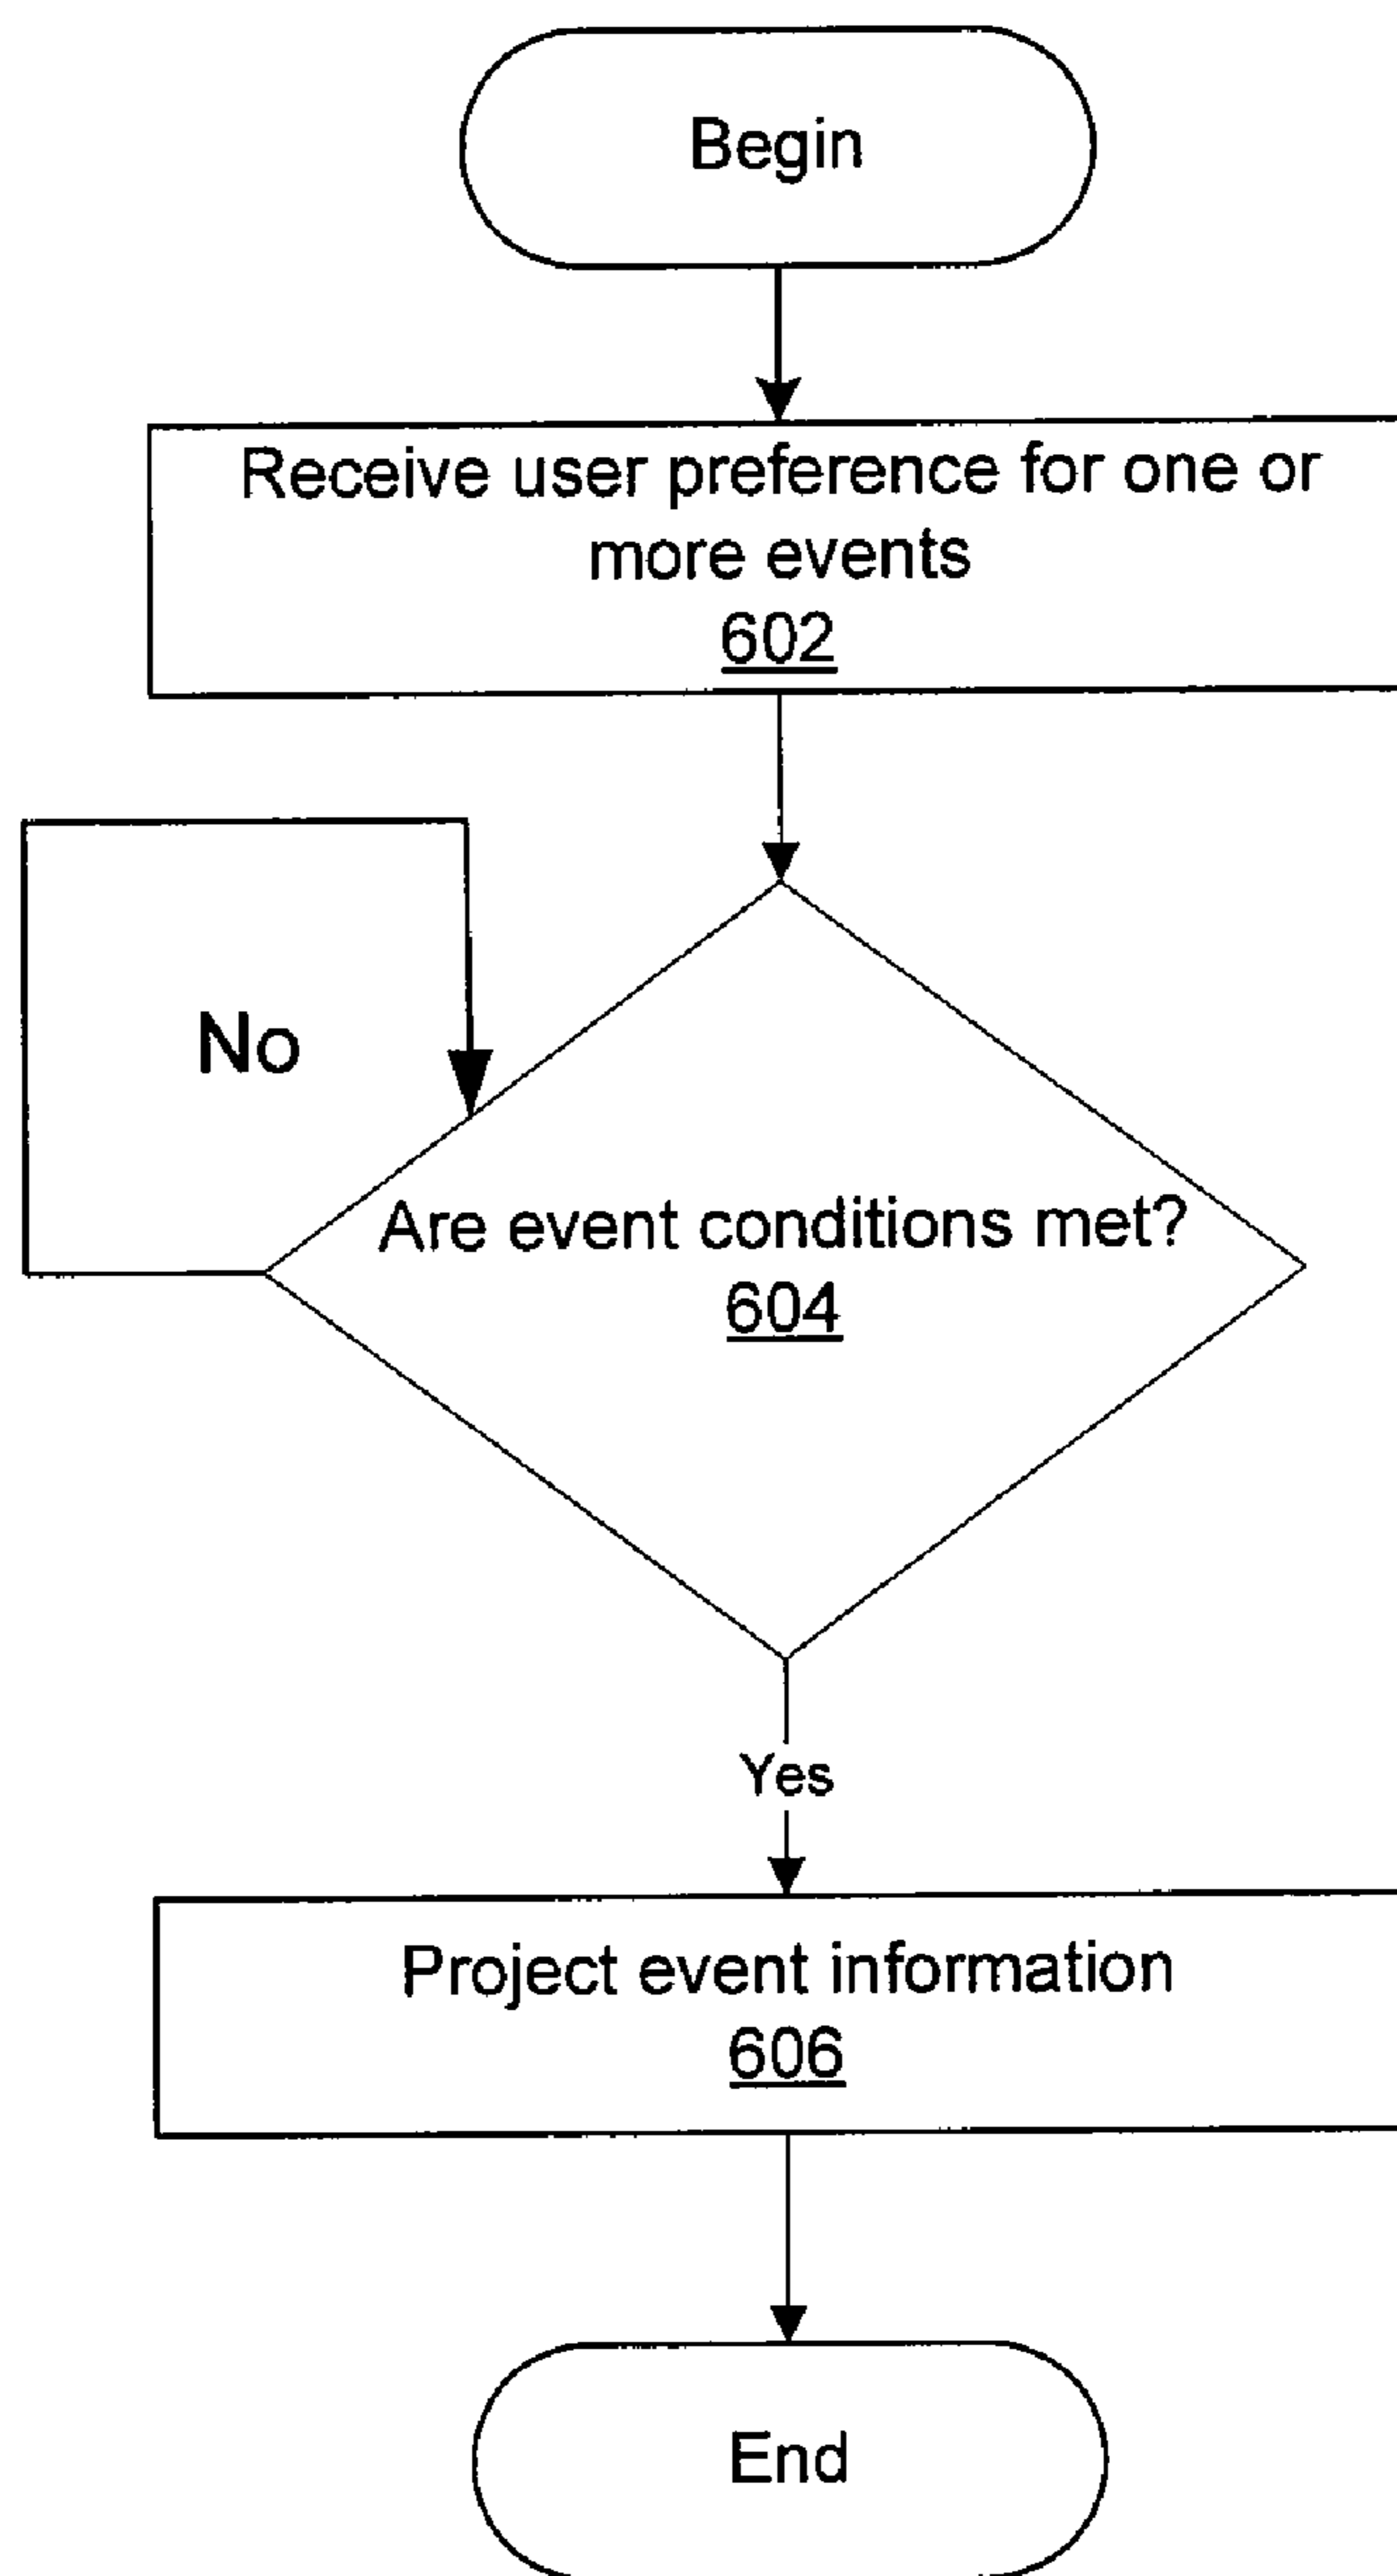 Begin
Receive user preference for one or
more events
602
No
Are event conditions met?
604
Yes
Project event information
606
End